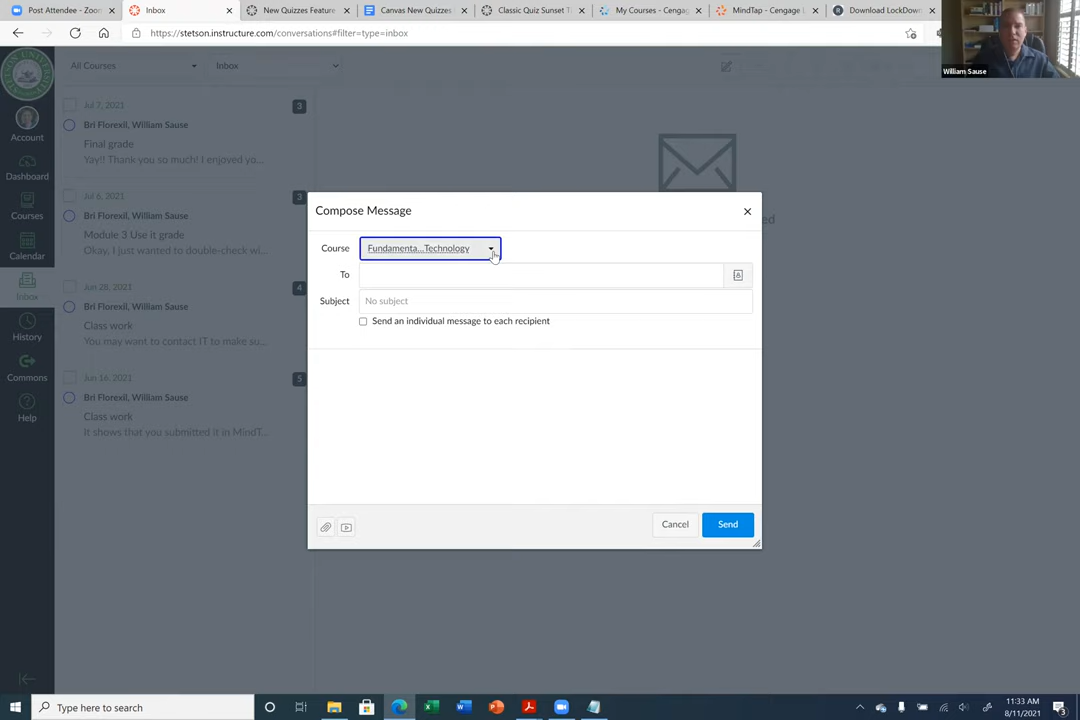 Post Attendee - Zoom
Inbox
New Quizzes Feature
Canvas New Quizzes
Classic Quiz Sunset T
My Courses - Cengag
MindTap - Cengage L
Download LockDown
https://stetson.instructure.com/conversations#filter=type=inbox
William Sause
STETSON UNIVERSITY
All Courses
Inbox
Account
Dashboard
Courses
Calendar
Inbox
History
Commons
Help
Jul 7, 2021
3
Bri Florexil, William Sause
Final grade
Yay!! Thank you so much! I enjoyed yo...
Jul 6, 2021
3
Bri Florexil, William Sause
Module 3 Use it grade
Okay, I just wanted to double-check wi...
Jun 28, 2021
4
Bri Florexil, William Sause
Class work
You may want to contact IT to make su...
Jun 16, 2021
5
Bri Florexil, William Sause
Class work
It shows that you submitted it in MindT...
Compose Message
Course
Fundamenta...Technology
To
Subject
No subject
Send an individual message to each recipient
Cancel
Send
Type here to search
11:33 AM
8/11/2021
3